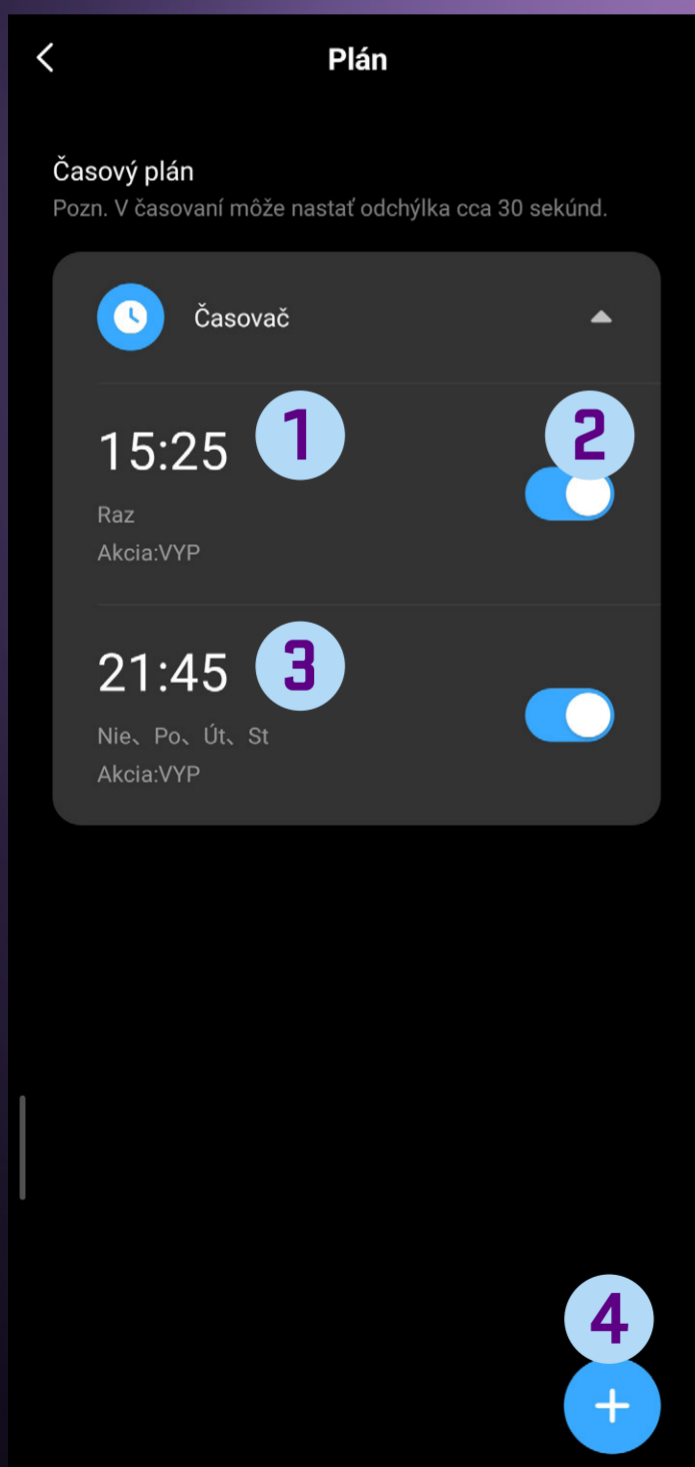 Plán
Časový plán
Pozn. V časovaní môže nastať odchýlka cca 30 sekúnd.
Časovač
15:25
1
2
Raz
Akcia:VYP
21:45
3
Nie、Po、Út、St
Akcia:VYP
4
+